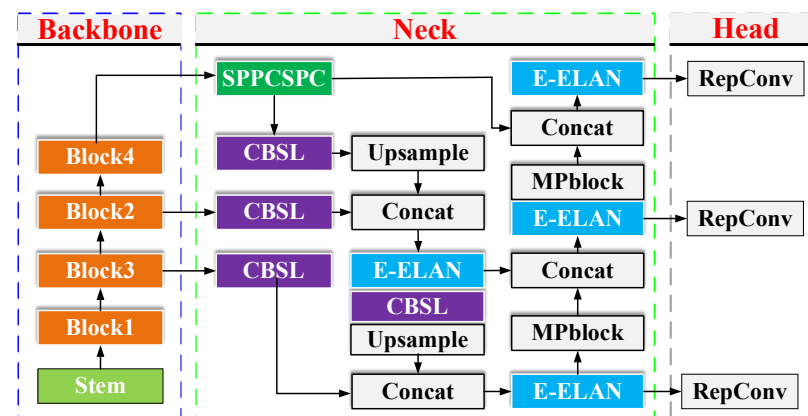 Backbone
Neck
Head
SPPCSPC
E-ELAN
RepConv
Concat
Block4
CBSL
Upsample
MPblock
Block2
CBSL
Concat
E-ELAN
RepConv
Block3
CBSL
E-ELAN
Concat
CBSL
Block1
Upsample
MPblock
Stem
Concat
E-ELAN
RepConv